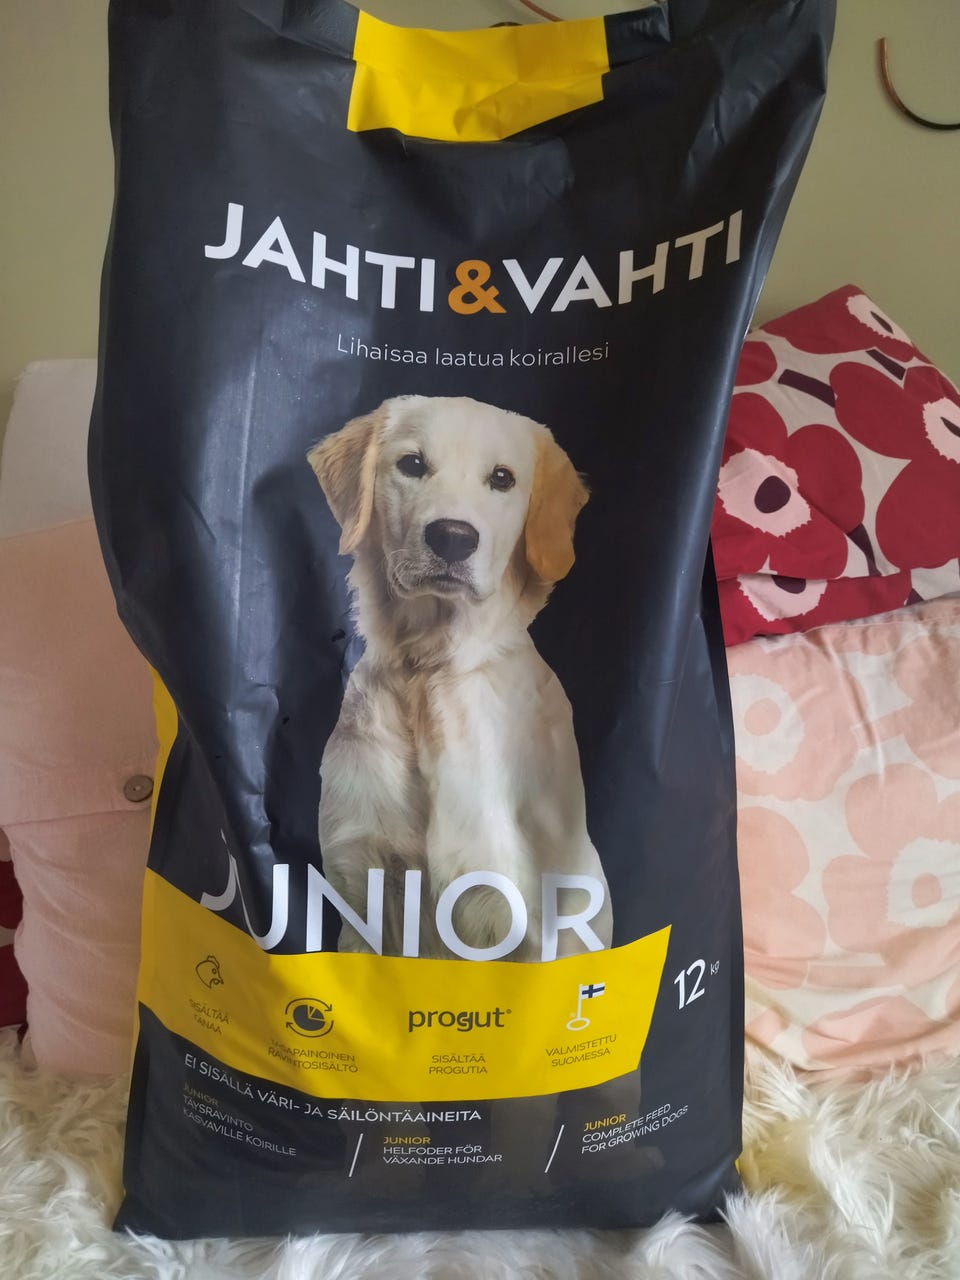 JAHTI&VAHTI
Lihaisaa laatua koirallesi
JUNIOR
12 kg
SISÄLTÄÄ
KANAA
TASAPAINOINEN
RAVINTOSISÄLTÖ
progut®
SISÄLTÄÄ
PROGUTIA
VALMISTETTU
SUOMESSA
EI SISÄLLÄ VÄRI- JA SÄILÖNTÄAINEITA
JUNIOR
TÄYSRAVINTO
KASVAVILLE KOIRILLE
JUNIOR
HELFODER FÖR
VÄXANDE HUNDAR
JUNIOR
COMPLETE FEED
FOR GROWING DOGS